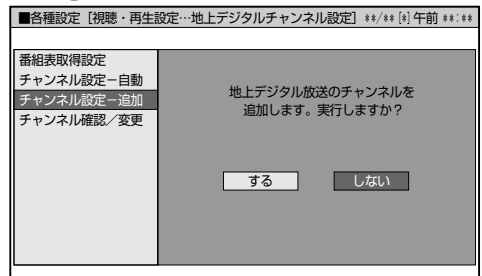 ■各種設定［視聴・再生設定…地上デジタルチャンネル設定］ **/** [*] 午前 **:**
番組表取得設定
チャンネル設定－自動
チャンネル設定－追加
チャンネル確認／変更
地上デジタル放送のチャンネルを
追加します。実行しますか？
する
しない